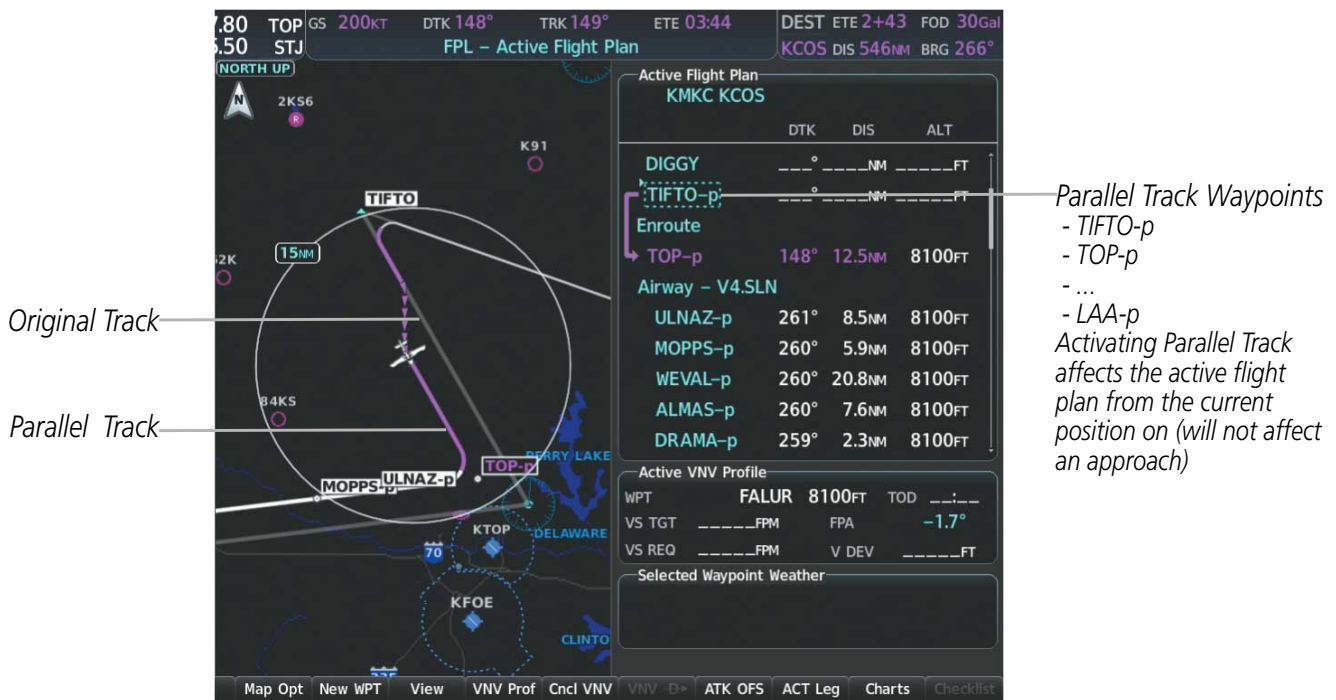 7.80 TOP GS 200KT DTK 148° TRK 149° ETE 03:44 DEST ETE 2+43 FOD 30Gal
5.50 STJ FPL – Active Flight Plan KCOS DIS 546NM BRG 266°
NORTH UP
N
2KS6
R
K91
TIFTO
15NM
2K
84KS
PERRY LAKE
TOP-p
ULNAZ-p
MOPPS-p
KTOP
DELAWARE
70
KFOE
CLINTO
335
Original Track
Parallel Track
Active Flight Plan
KMKC KCOS
DTK DIS ALT
DIGGY ___° ____NM _____FT
TIFTO–p ___° ____NM _____FT
Enroute
TOP–p 148° 12.5NM 8100FT
Airway – V4.SLN
ULNAZ–p 261° 8.5NM 8100FT
MOPPS–p 260° 5.9NM 8100FT
WEVAL–p 260° 20.8NM 8100FT
ALMAS–p 260° 7.6NM 8100FT
DRAMA–p 259° 2.3NM 8100FT
Active VNV Profile
WPT FALUR 8100FT TOD __:__
VS TGT _____FPM FPA –1.7°
VS REQ _____FPM V DEV _____FT
Selected Waypoint Weather
Parallel Track Waypoints
- TIFTO-p
- TOP-p
- ...
- LAA-p
Activating Parallel Track
affects the active flight
plan from the current
position on (will not affect
an approach)
Map Opt New WPT View VNV Prof Cncl VNV VNV -D→ ATK OFS ACT Leg Charts Checklist